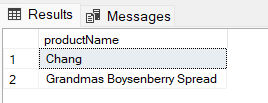 Results Messages
productName
1 Chang
2 Grandmas Boysenberry Spread